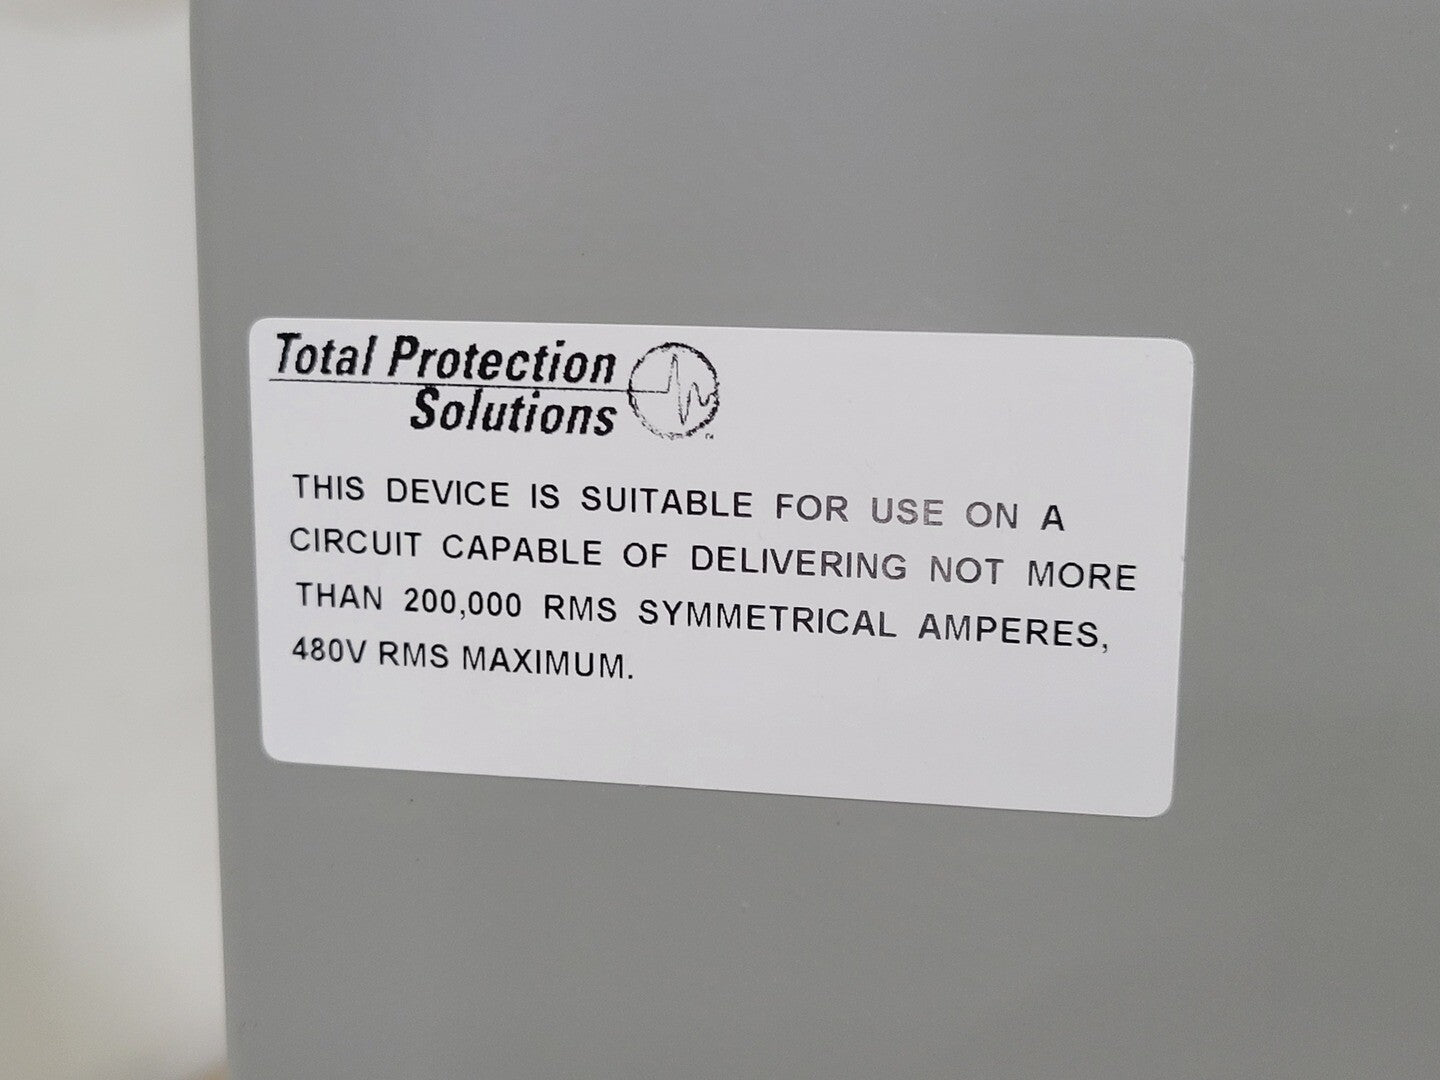 Total Protection
Solutions
THIS DEVICE IS SUITABLE FOR USE ON A
CIRCUIT CAPABLE OF DELIVERING NOT MORE
THAN 200,000 RMS SYMMETRICAL AMPERES,
480V RMS MAXIMUM.